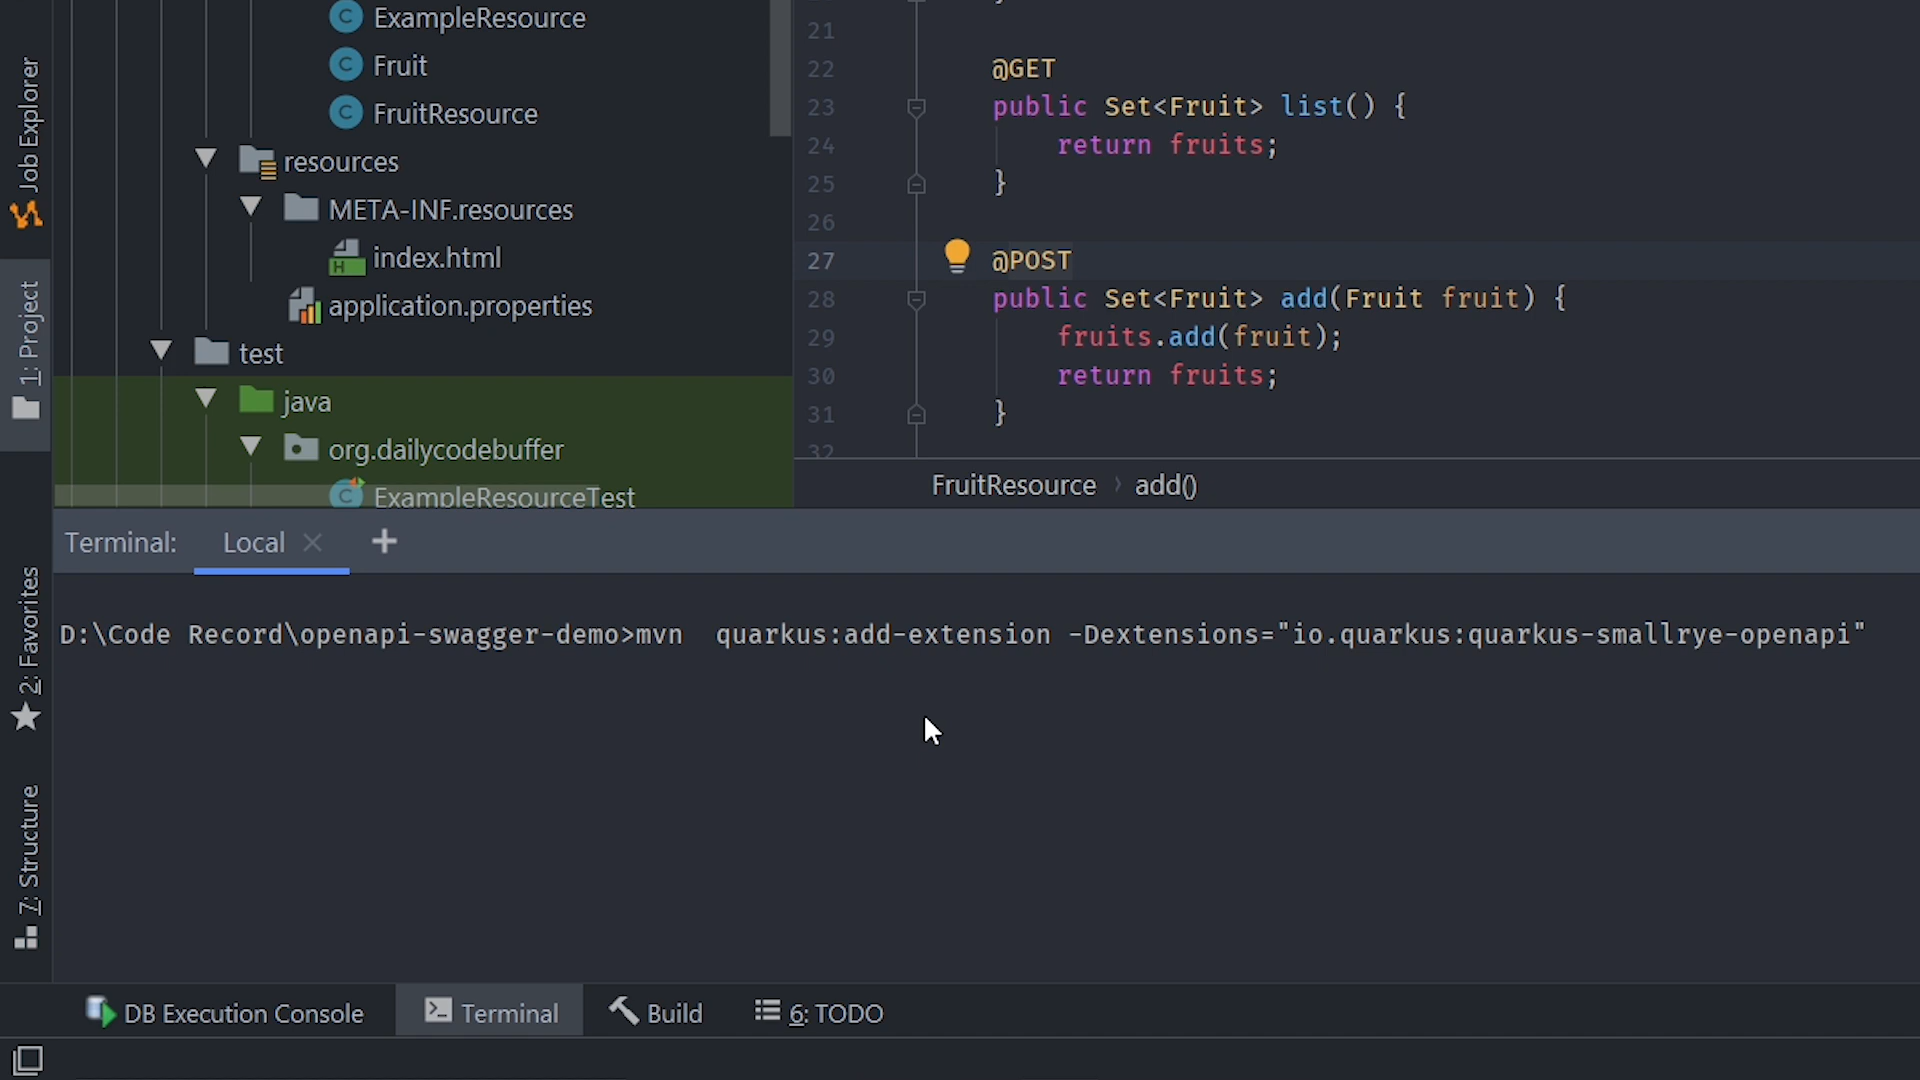 Job Explorer
1: Project
2: Favorites
7: Structure
ExampleResource
Fruit
FruitResource
resources
META-INF.resources
index.html
application.properties
test
java
org.dailycodebuffer
ExampleResourceTest
21
22 @GET
23 public Set<Fruit> list() {
24 return fruits;
25 }
26
27 @POST
28 public Set<Fruit> add(Fruit fruit) {
29 fruits.add(fruit);
30 return fruits;
31 }
32
FruitResource › add()
Terminal: Local × +
D:\Code Record\openapi-swagger-demo>mvn  quarkus:add-extension -Dextensions="io.quarkus:quarkus-smallrye-openapi"
DB Execution Console Terminal Build 6: TODO